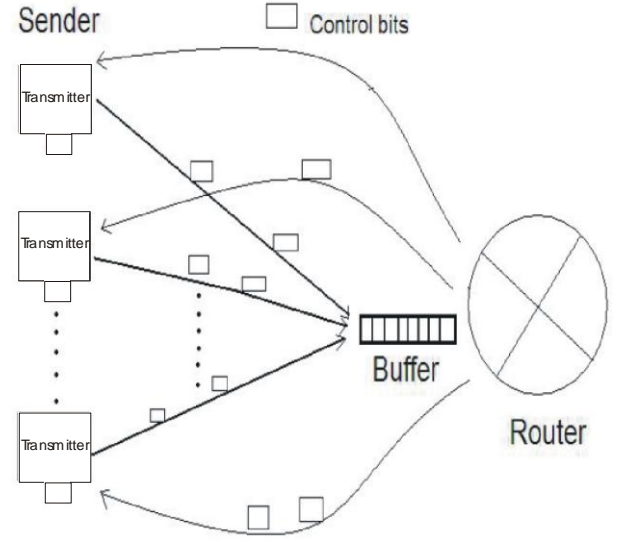 Sender
Control bits
Transmitter
Transmitter
Buffer
Router
Transmitter